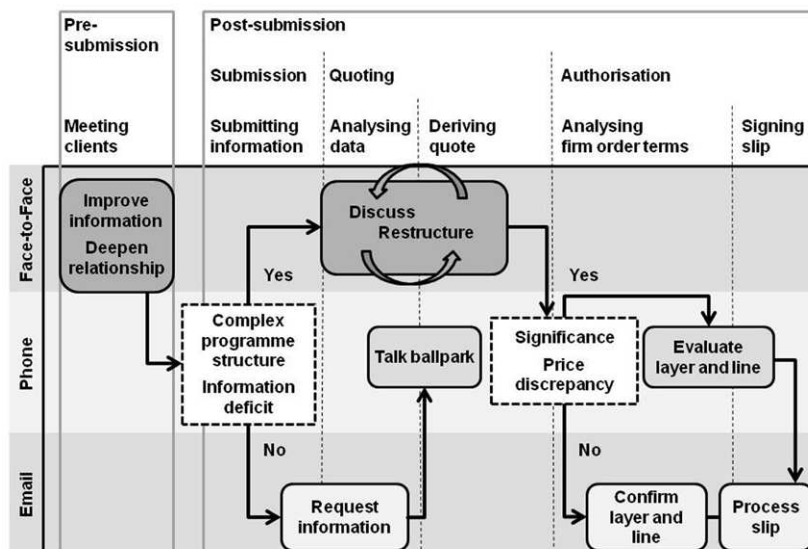 Pre-
submission
Post-submission
Submission
Quoting
Authorisation
Meeting
clients
Submitting
information
Analysing
data
Deriving
quote
Analysing
firm order terms
Signing
slip
Face-to-Face
Improve
information
Deepen
relationship
Discuss
Restructure
Yes
Yes
Phone
Complex
programme
structure
Information
deficit
Talk ballpark
Significance
Price
discrepancy
Evaluate
layer and line
No
No
Email
Request
information
Confirm
layer and
line
Process
slip